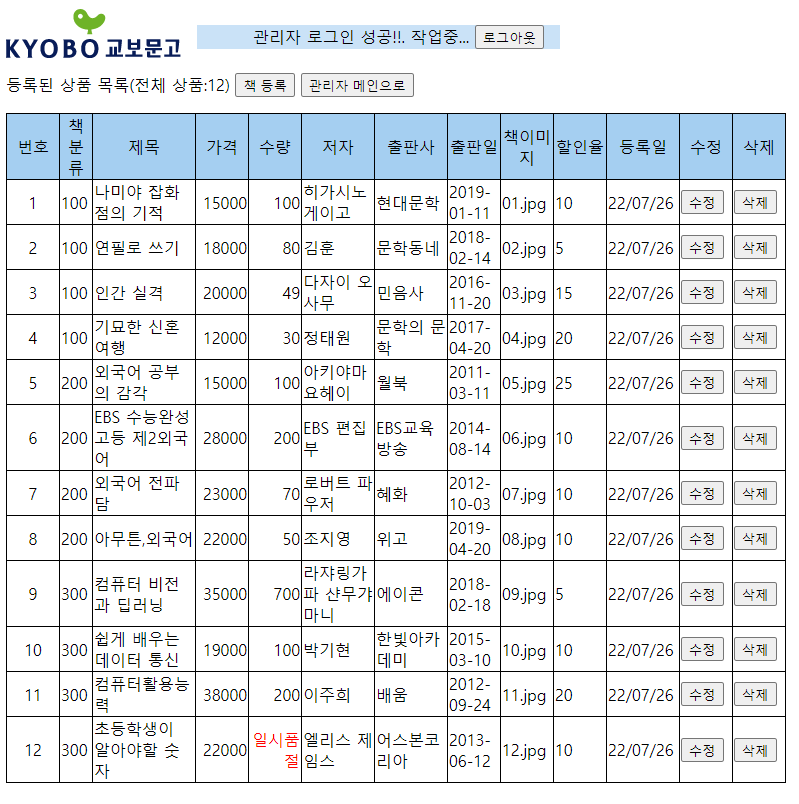 KYOBO 교보문고
관리자 로그인 성공!!. 작업중... 로그아웃
등록된 상품 목록(전체 상품:12) 책 등록 관리자 메인으로
번호 책분류 제목 가격 수량 저자 출판사 출판일 책이미지 할인율 등록일 수정 삭제
1 100 나미야 잡화점의 기적 15000 100 히가시노 게이고 현대문학 2019-01-11 01.jpg 10 22/07/26 수정 삭제
2 100 연필로 쓰기 18000 80 김훈 문학동네 2018-02-14 02.jpg 5 22/07/26 수정 삭제
3 100 인간 실격 20000 49 다자이 오사무 민음사 2016-11-20 03.jpg 15 22/07/26 수정 삭제
4 100 기묘한 신혼여행 12000 30 정태원 문학의 문학 2017-04-20 04.jpg 20 22/07/26 수정 삭제
5 200 외국어 공부의 감각 15000 100 아키야마 요헤이 월북 2011-03-11 05.jpg 25 22/07/26 수정 삭제
6 200 EBS 수능완성 고등 제2외국어 28000 200 EBS 편집부 EBS교육방송 2014-08-14 06.jpg 10 22/07/26 수정 삭제
7 200 외국어 전파담 23000 70 로버트 파우저 혜화 2012-10-03 07.jpg 10 22/07/26 수정 삭제
8 200 아무튼,외국어 22000 50 조지영 위고 2019-04-20 08.jpg 10 22/07/26 수정 삭제
9 300 컴퓨터 비전과 딥러닝 35000 700 라쟈링가파 샨무갸마니 에이콘 2018-02-18 09.jpg 5 22/07/26 수정 삭제
10 300 쉽게 배우는 데이터 통신 19000 100 박기현 한빛아카데미 2015-03-10 10.jpg 10 22/07/26 수정 삭제
11 300 컴퓨터활용능력 38000 200 이주희 배움 2012-09-24 11.jpg 20 22/07/26 수정 삭제
12 300 초등학생이 알아야할 숫자 22000 일시품절 엘리스 제임스 어스본코리아 2013-06-12 12.jpg 10 22/07/26 수정 삭제